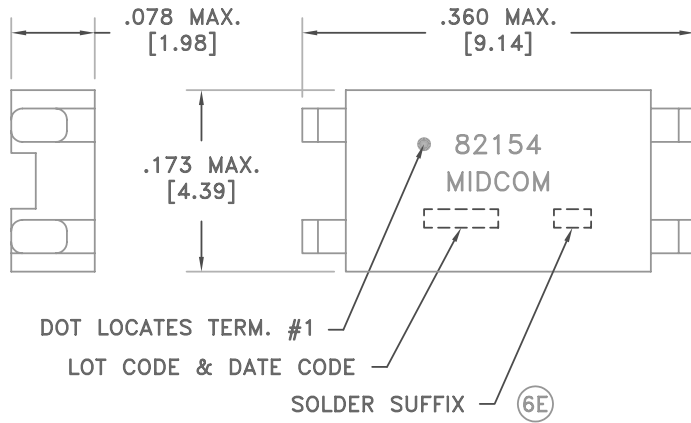 .078 MAX.
[1.98]
.360 MAX.
[9.14]
.173 MAX.
[4.39]
82154
MIDCOM
DOT LOCATES TERM. #1
LOT CODE & DATE CODE
SOLDER SUFFIX 6E